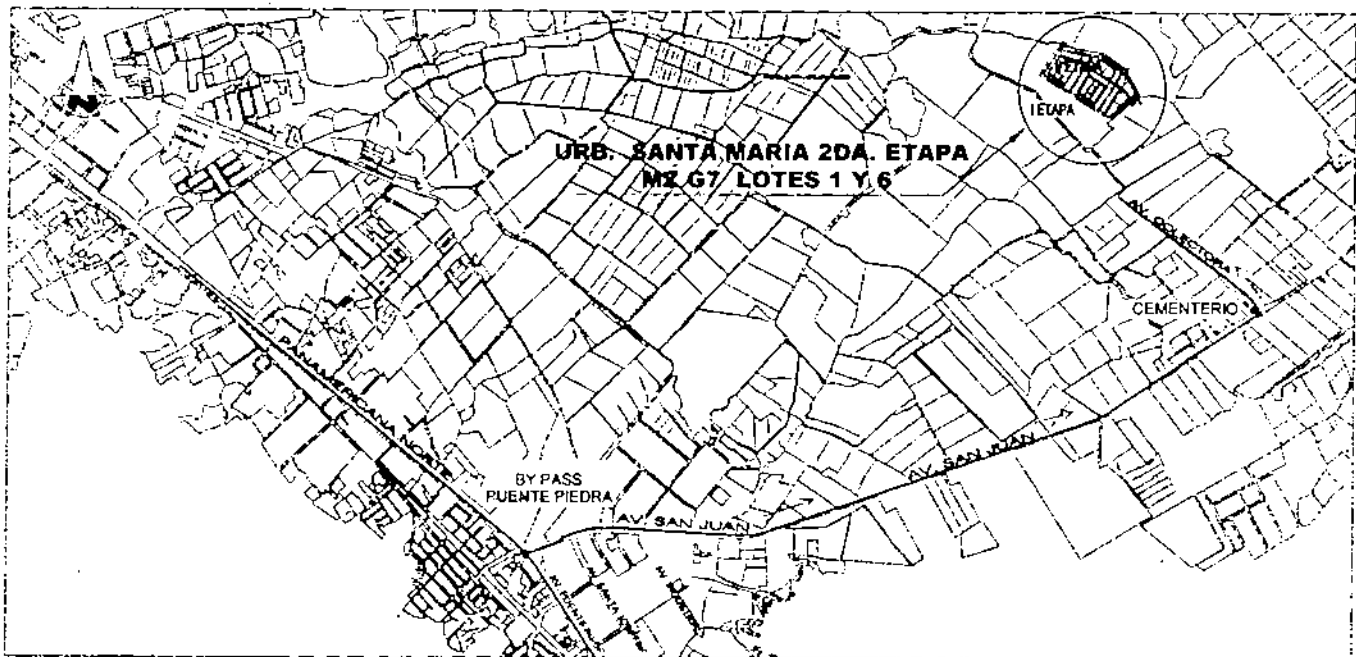 N
I ETAPA
URB. SANTA MARIA 2DA. ETAPA
MZ G7 LOTES 1 Y 6
AV. COLECTORA
CEMENTERIO
PANAMERICANA NORTE
AV. SAN JUAN
BY PASS
PUENTE PIEDRA
AV. SAN JUAN